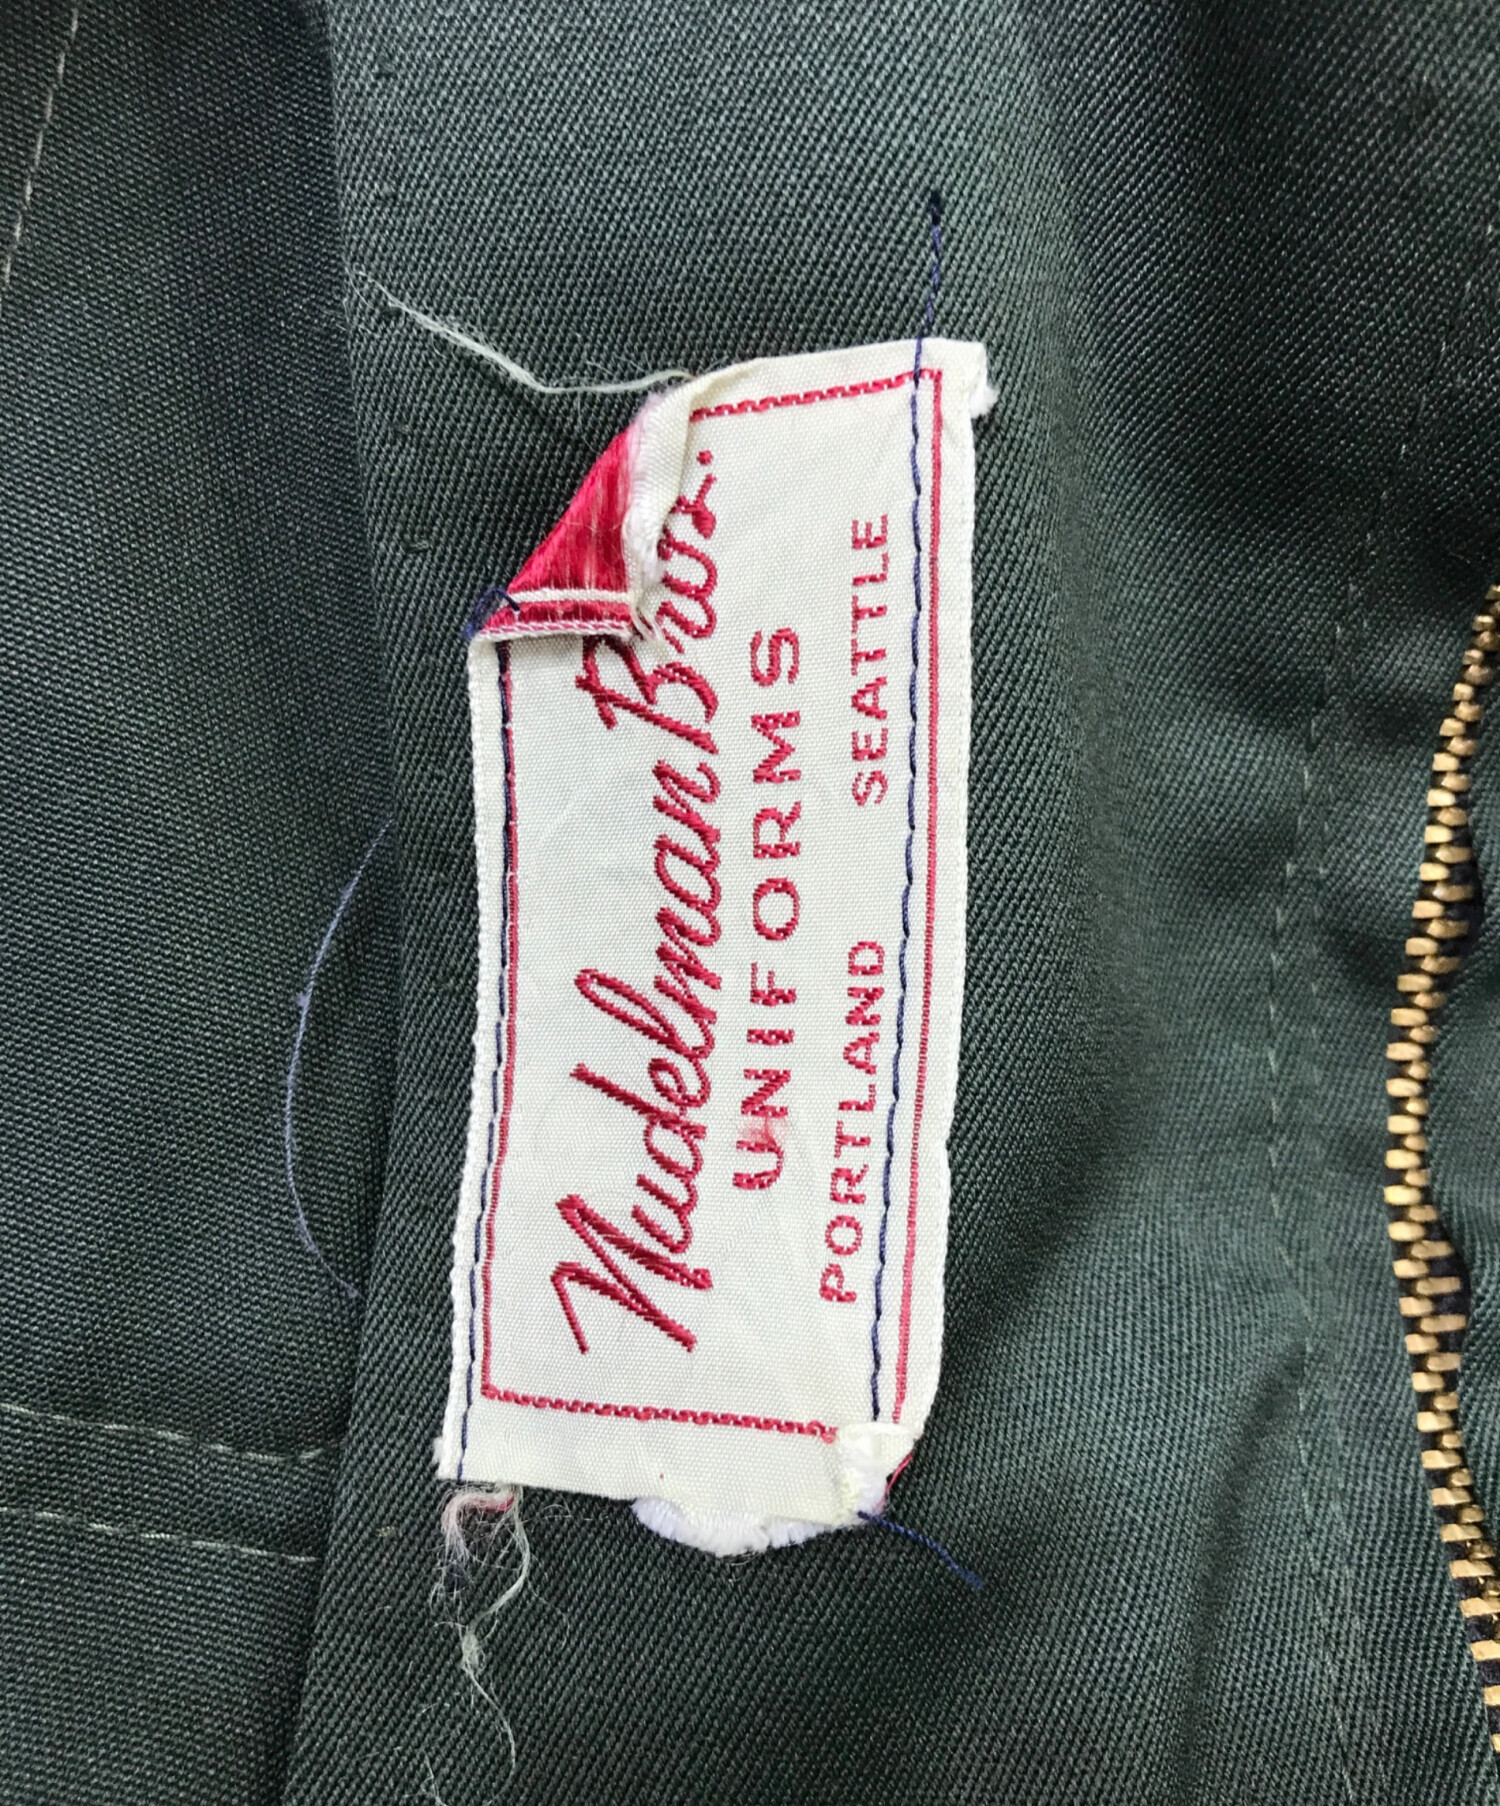 Nudelman Bros.
UNIFORMS
PORTLAND SEATTLE